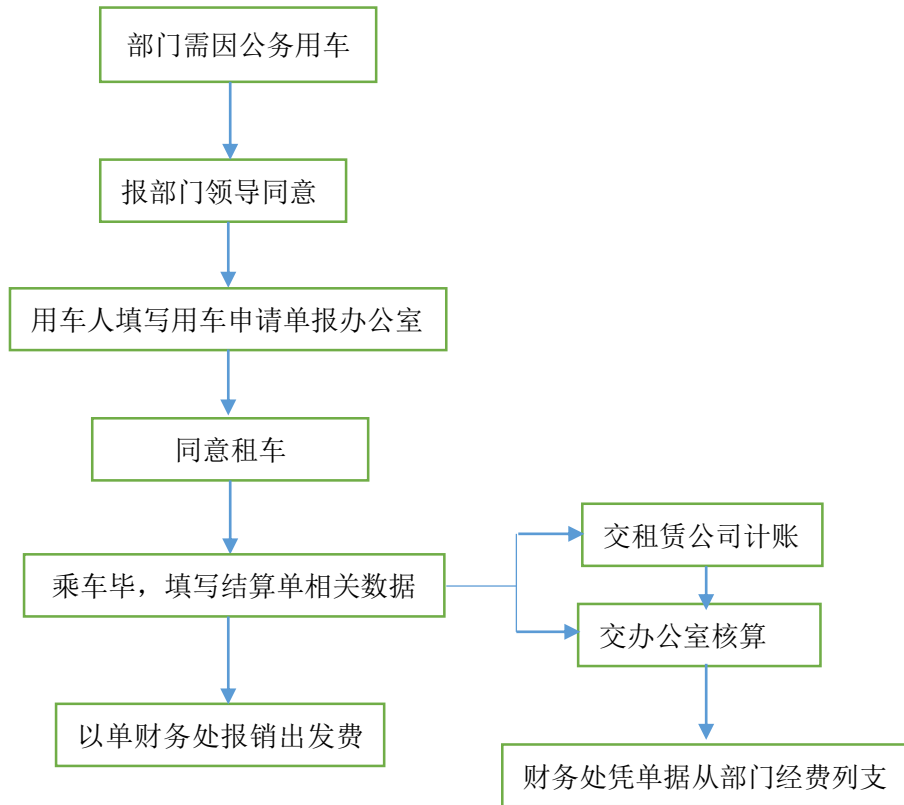 部门需因公务用车
报部门领导同意
用车人填写用车申请单报办公室
同意租车
交租赁公司计账
乘车毕，填写结算单相关数据
交办公室核算
以单财务处报销出发费
财务处凭单据从部门经费列支